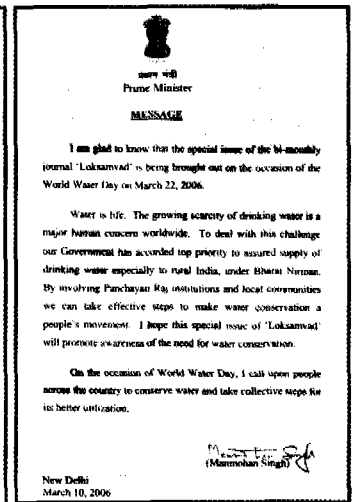 प्रधान मंत्री
Prime Minister
MESSAGE
I am glad to know that the special issue of the bi-monthly
journal 'Loksamvad' is being brought out on the occasion of the
World Water Day on March 22, 2006.
Water is life. The growing scarcity of drinking water is a
major human concern worldwide. To deal with this challenge
our Government has accorded top priority to assured supply of
drinking water especially to rural India, under Bharat Nirman.
By involving Panchayati Raj institutions and local communities
we can take effective steps to make water conservation a
people's movement. I hope this special issue of 'Loksamvad'
will promote awareness of the need for water conservation.
On the occasion of World Water Day, I call upon people
across the country to conserve water and take collective steps for
its better utilization.
(Manmohan Singh)
New Delhi
March 10, 2006